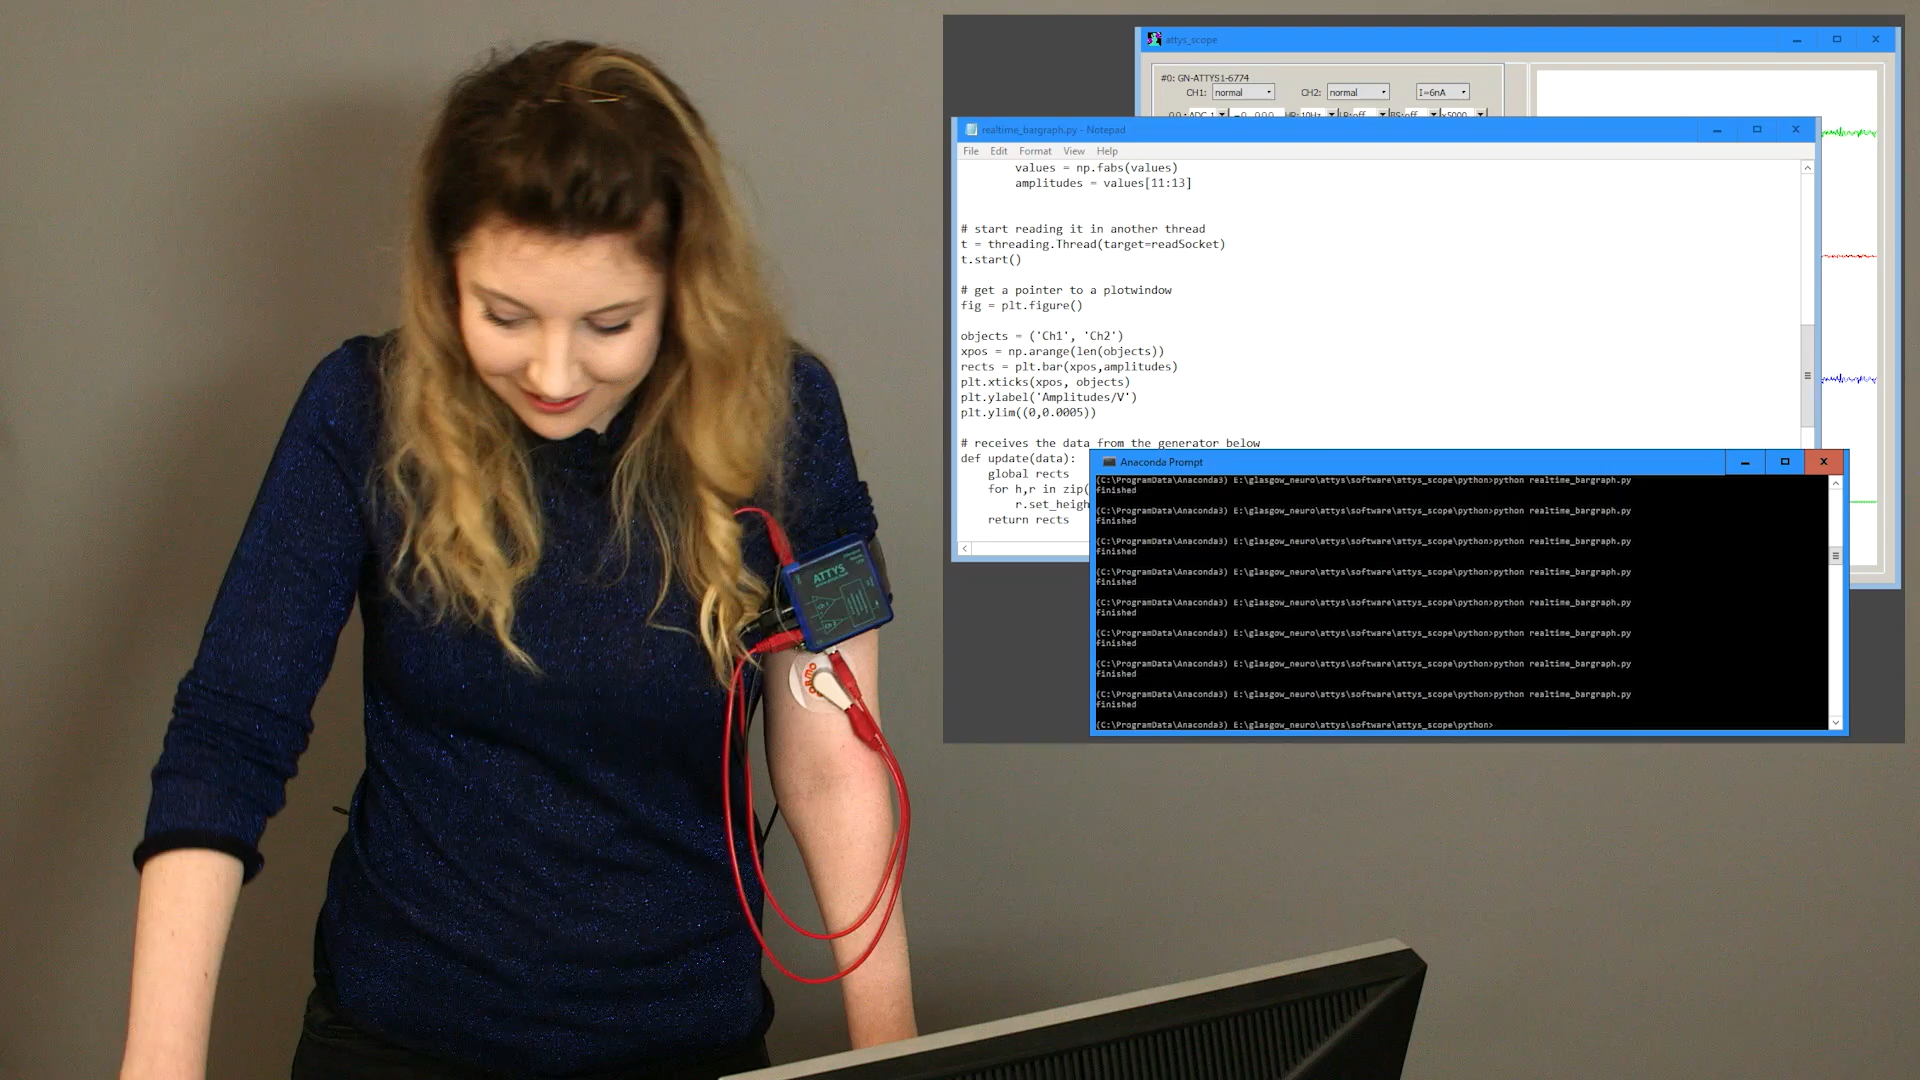 attys_scope
#0: GN-ATTYS1-6774
CH1: normal CH2: normal I=6nA
realtime_bargraph.py - Notepad
File Edit Format View Help
values = np.fabs(values)
amplitudes = values[11:13]
# start reading it in another thread
t = threading.Thread(target=readSocket)
t.start()
# get a pointer to a plotwindow
fig = plt.figure()
objects = ('Ch1', 'Ch2')
xpos = np.arange(len(objects))
rects = plt.bar(xpos,amplitudes)
plt.xticks(xpos, objects)
plt.ylabel('Amplitudes/V')
plt.ylim((0,0.0005))
# receives the data from the generator below
def update(data):
global rects
for h,r in zip(
r.set_heigh
return rects
Anaconda Prompt
(C:\ProgramData\Anaconda3) E:\glasgow_neuro\attys\software\attys_scope\python>python realtime_bargraph.py
finished
(C:\ProgramData\Anaconda3) E:\glasgow_neuro\attys\software\attys_scope\python>python realtime_bargraph.py
finished
(C:\ProgramData\Anaconda3) E:\glasgow_neuro\attys\software\attys_scope\python>python realtime_bargraph.py
finished
(C:\ProgramData\Anaconda3) E:\glasgow_neuro\attys\software\attys_scope\python>python realtime_bargraph.py
finished
(C:\ProgramData\Anaconda3) E:\glasgow_neuro\attys\software\attys_scope\python>python realtime_bargraph.py
finished
(C:\ProgramData\Anaconda3) E:\glasgow_neuro\attys\software\attys_scope\python>python realtime_bargraph.py
finished
(C:\ProgramData\Anaconda3) E:\glasgow_neuro\attys\software\attys_scope\python>python realtime_bargraph.py
finished
(C:\ProgramData\Anaconda3) E:\glasgow_neuro\attys\software\attys_scope\python>python realtime_bargraph.py
finished
(C:\ProgramData\Anaconda3) E:\glasgow_neuro\attys\software\attys_scope\python>
ATTYS